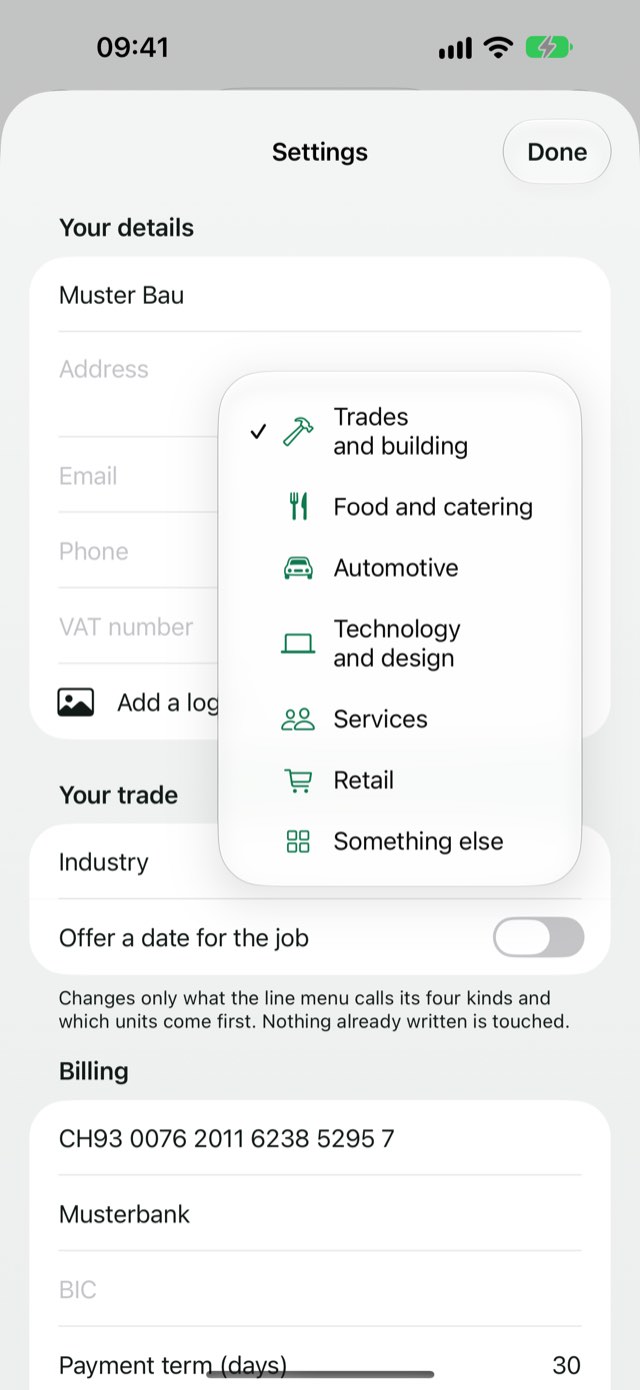 09:41
Settings
Done
Your details
Muster Bau
Address
Email
Phone
VAT number
Add a log
Trades
and building
Food and catering
Automotive
Technology
and design
Services
Retail
Something else
Your trade
Industry
Offer a date for the job
Changes only what the line menu calls its four kinds and
which units come first. Nothing already written is touched.
Billing
CH93 0076 2011 6238 5295 7
Musterbank
BIC
Payment term (days) 30